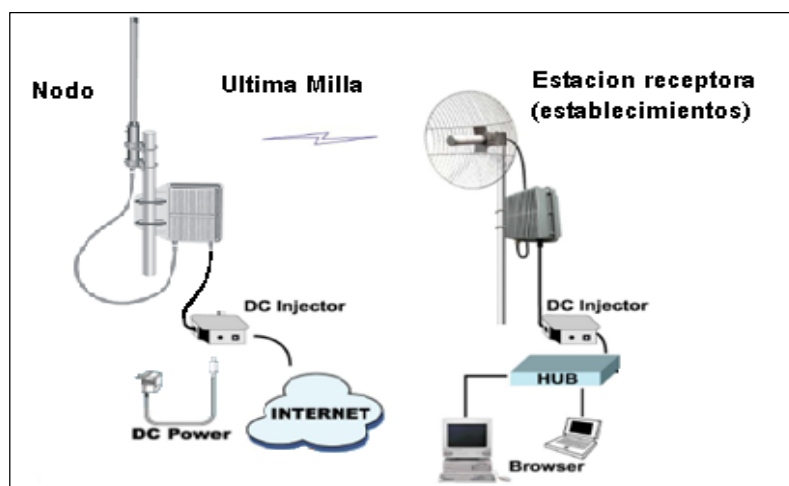 Nodo
Ultima Milla
Estacion receptora
(establecimientos)
DC Injector
DC Power
INTERNET
DC Injector
HUB
Browser